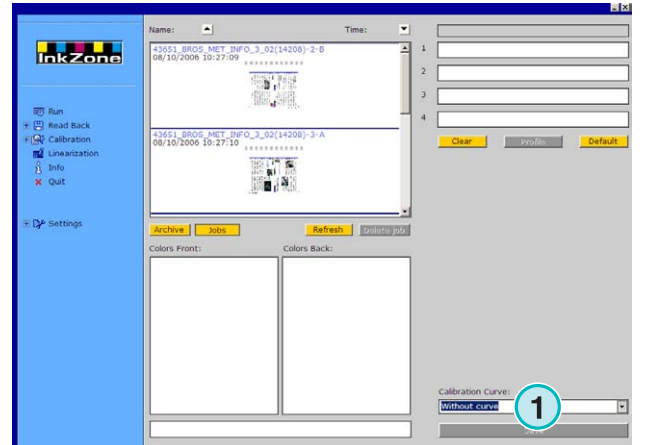 InkZone
Run
Read Back
Calibration
Linearization
Info
Quit
Settings
Name:
Time:
43651_BROS_MET_INFO_3_02(14208)-2-B
08/10/2006 10:27:09
43651_BROS_MET_INFO_3_02(14208)-3-A
08/10/2006 10:27:10
Archive Jobs Refresh Delete job
Colors Front: Colors Back:
1
2
3
4
Clear Profile Default
Calibration Curve:
Without curve
1